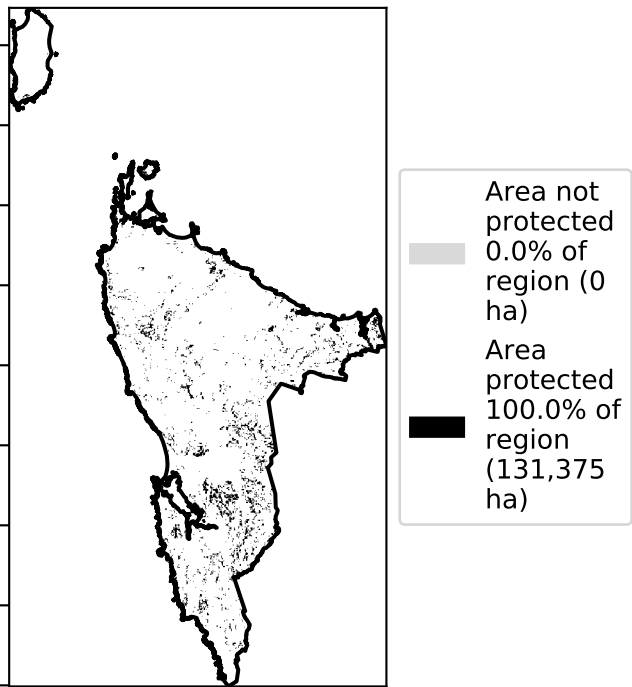 Area not
protected
0.0% of
region (0
ha)
Area
protected
100.0% of
region
(131,375
ha)